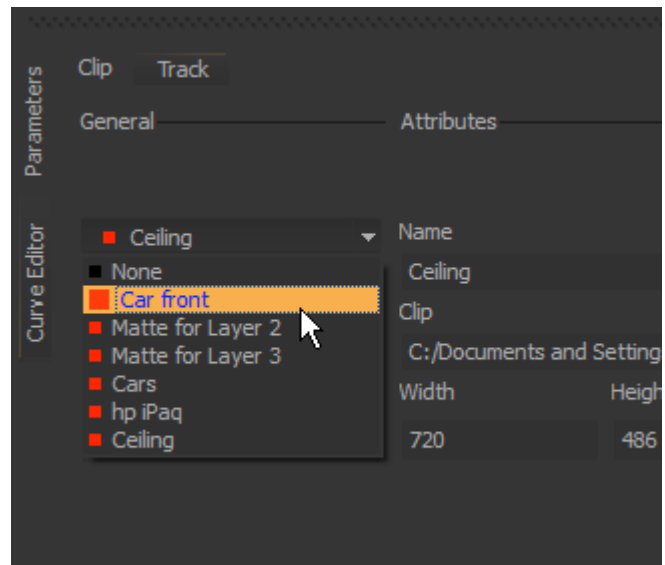 Parameters
Curve Editor
Clip Track
General Attributes
Ceiling
None
Car front
Matte for Layer 2
Matte for Layer 3
Cars
hp iPaq
Ceiling
Name
Ceiling
Clip
C:/Documents and Setting
Width Heigh
720 486